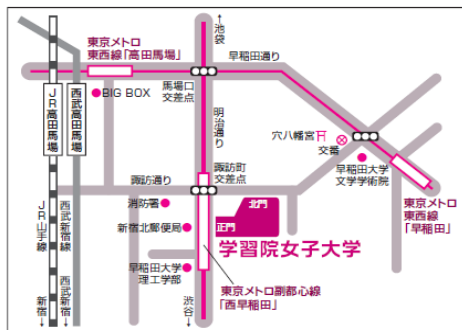 ↑池袋
東京メトロ
東西線「高田馬場」
早稲田通り
JR高田馬場
西武高田馬場
BIG BOX
馬場口
交差点
明治通り
穴八幡宮
交番
諏訪町
交差点
早稲田大学
文学学術院
諏訪通り
消防署
北門
正門
新宿北郵便局
学習院女子大学
東京メトロ
東西線
「早稲田」
JR山手線
西武新宿線
早稲田大学
理工学部
東京メトロ副都心線
「西早稲田」
新宿↓
西武新宿↓
渋谷↓